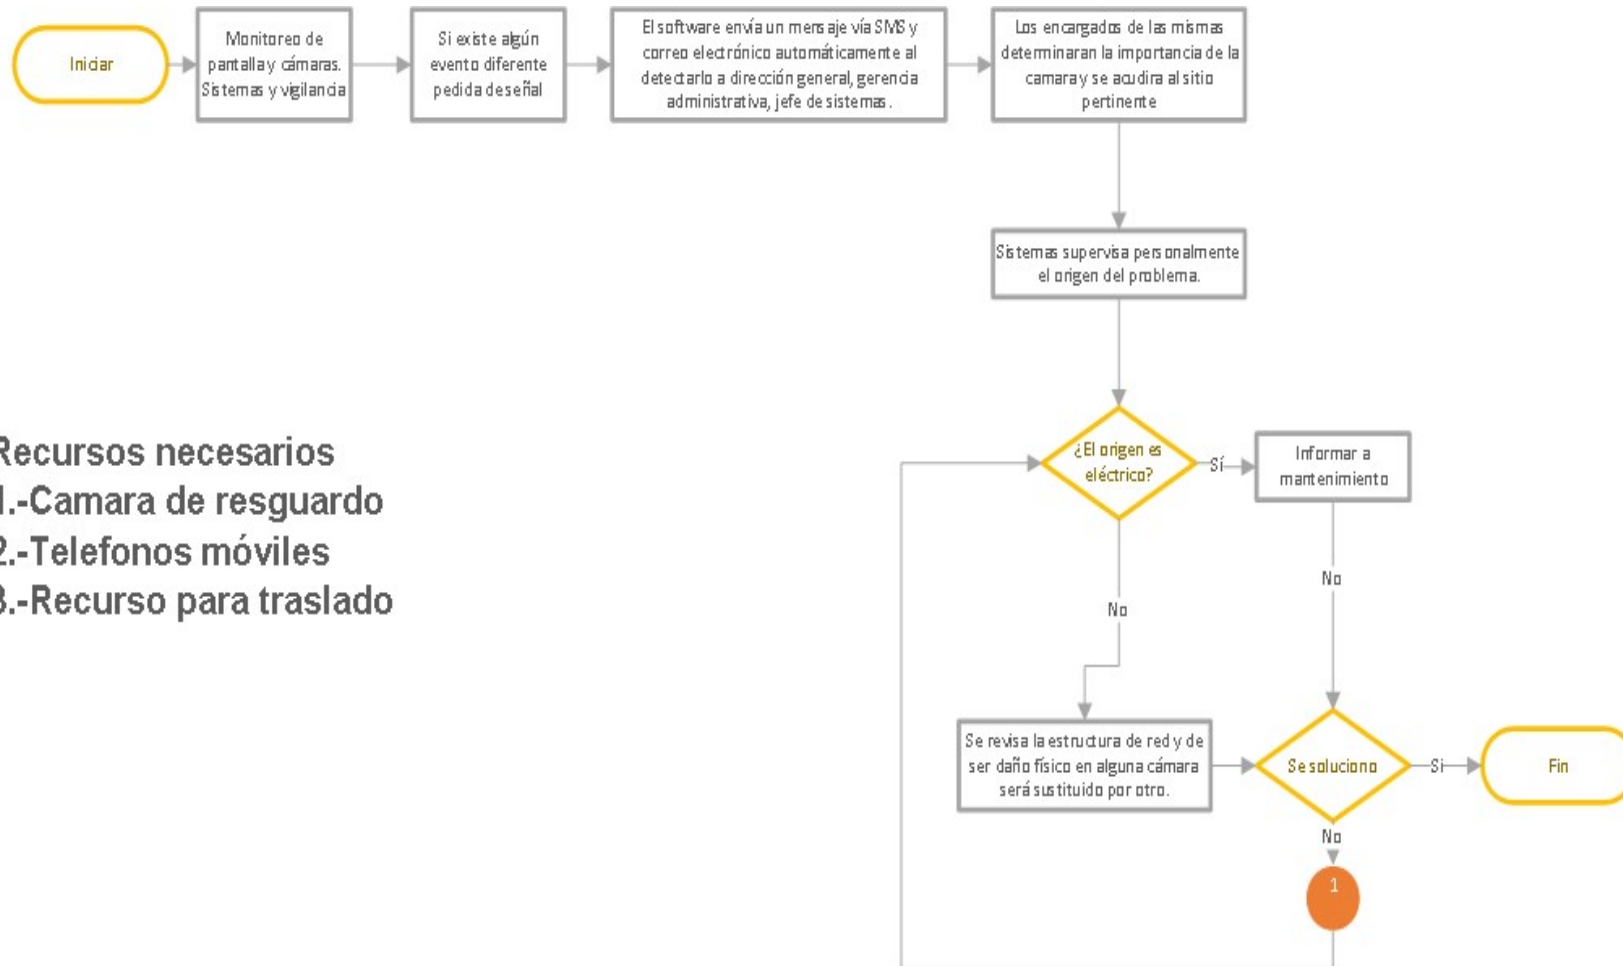 Iniciar
Monitoreo de
pantalla y cámaras.
Sistemas y vigilancia
Si existe algún
evento diferente
pedida de señal
El software envía un mensaje vía SMS y
correo electrónico automáticamente al
detectarlo a dirección general, gerencia
administrativa, jefe de sistemas.
Los encargados de las mismas
determinaran la importancia de la
camara y se acudira al sitio
pertinente
Sistemas supervisa personalmente
el origen del problema.
¿El origen es
eléctrico?
Sí
Informar a
mantenimiento
No
No
Recursos necesarios
1.-Camara de resguardo
2.-Telefonos móviles
3.-Recurso para traslado
Se revisa la estructura de red y de
ser daño físico en alguna cámara
será sustituido por otro.
Se soluciono
Si
Fin
No
1